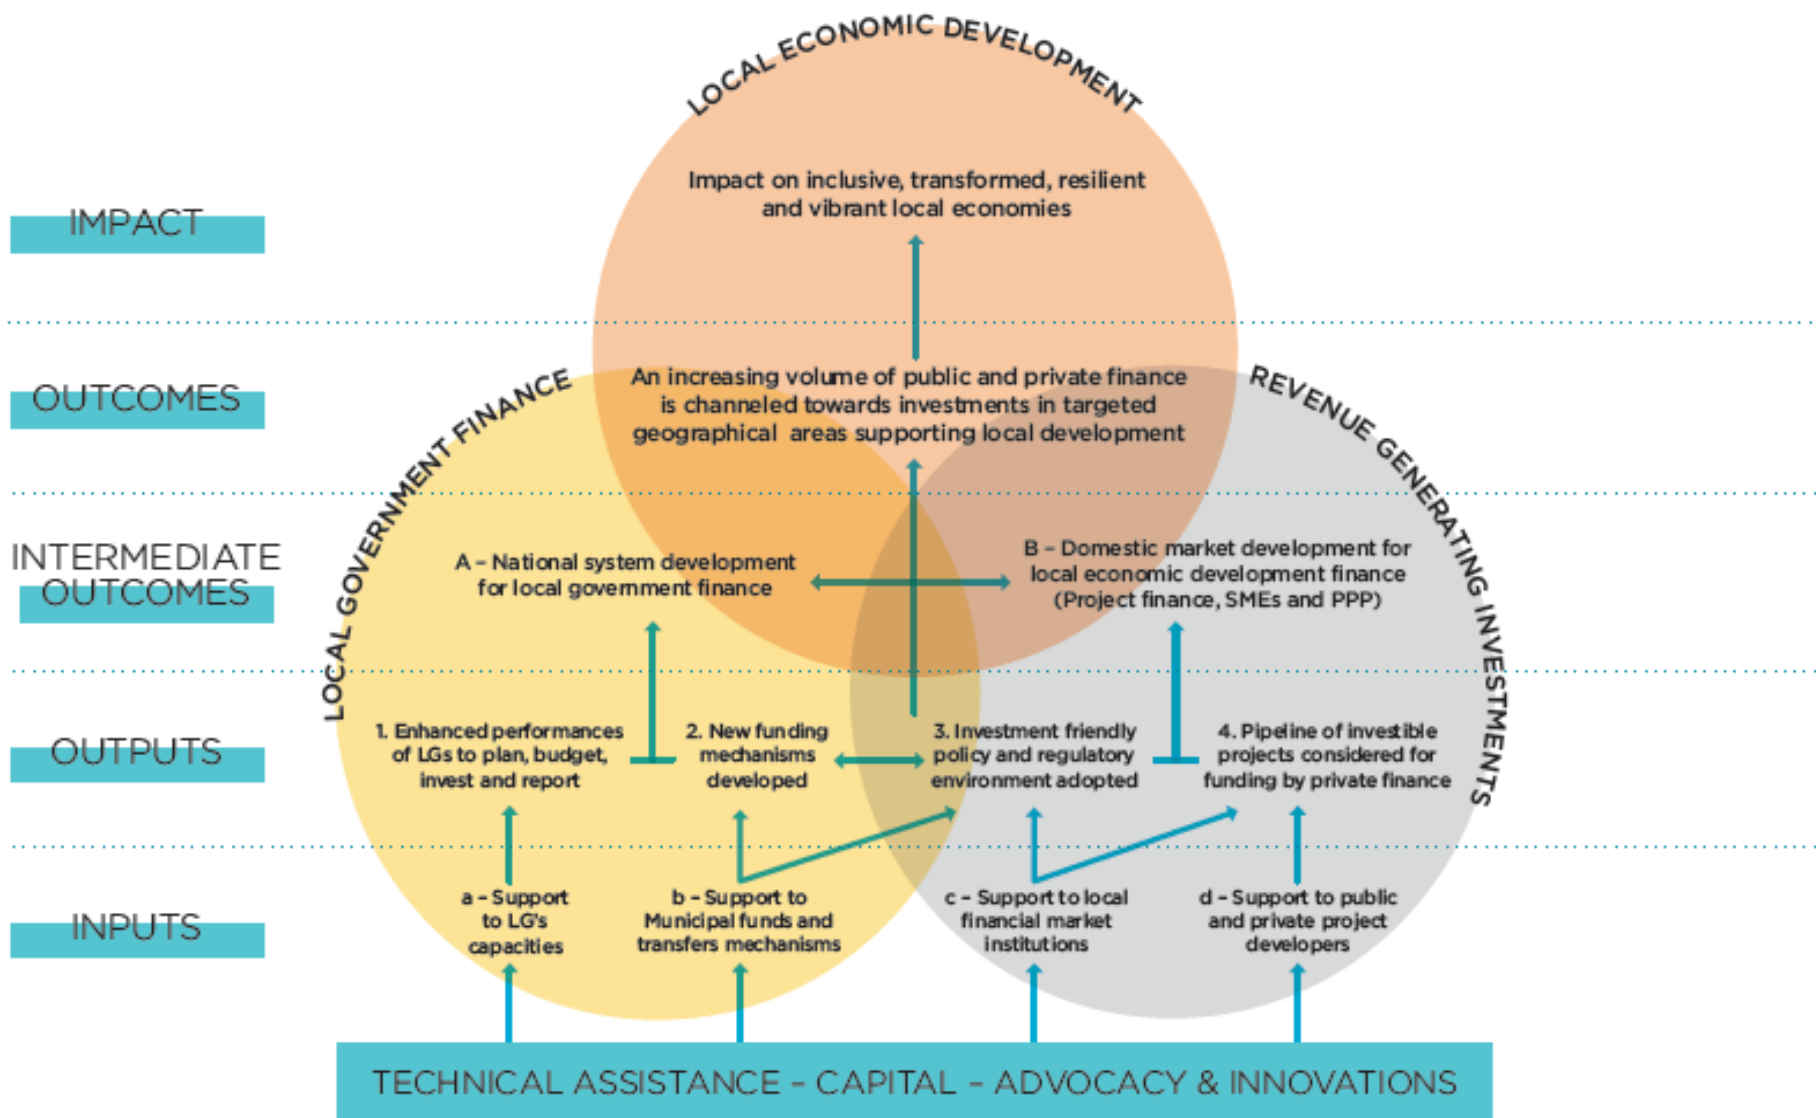 LOCAL ECONOMIC DEVELOPMENT
IMPACT
Impact on inclusive, transformed, resilient
and vibrant local economies
OUTCOMES
LOCAL GOVERNMENT FINANCE
An increasing volume of public and private finance
is channeled towards investments in targeted
geographical areas supporting local development
REVENUE GENERATING INVESTMENTS
INTERMEDIATE
OUTCOMES
A – National system development
for local government finance
B – Domestic market development for
local economic development finance
(Project finance, SMEs and PPP)
OUTPUTS
1. Enhanced performances
of LGs to plan, budget,
invest and report
2. New funding
mechanisms
developed
3. Investment friendly
policy and regulatory
environment adopted
4. Pipeline of investible
projects considered for
funding by private finance
INPUTS
a – Support
to LG's
capacities
b – Support to
Municipal funds and
transfers mechanisms
c – Support to local
financial market
institutions
d – Support to public
and private project
developers
TECHNICAL ASSISTANCE – CAPITAL – ADVOCACY & INNOVATIONS